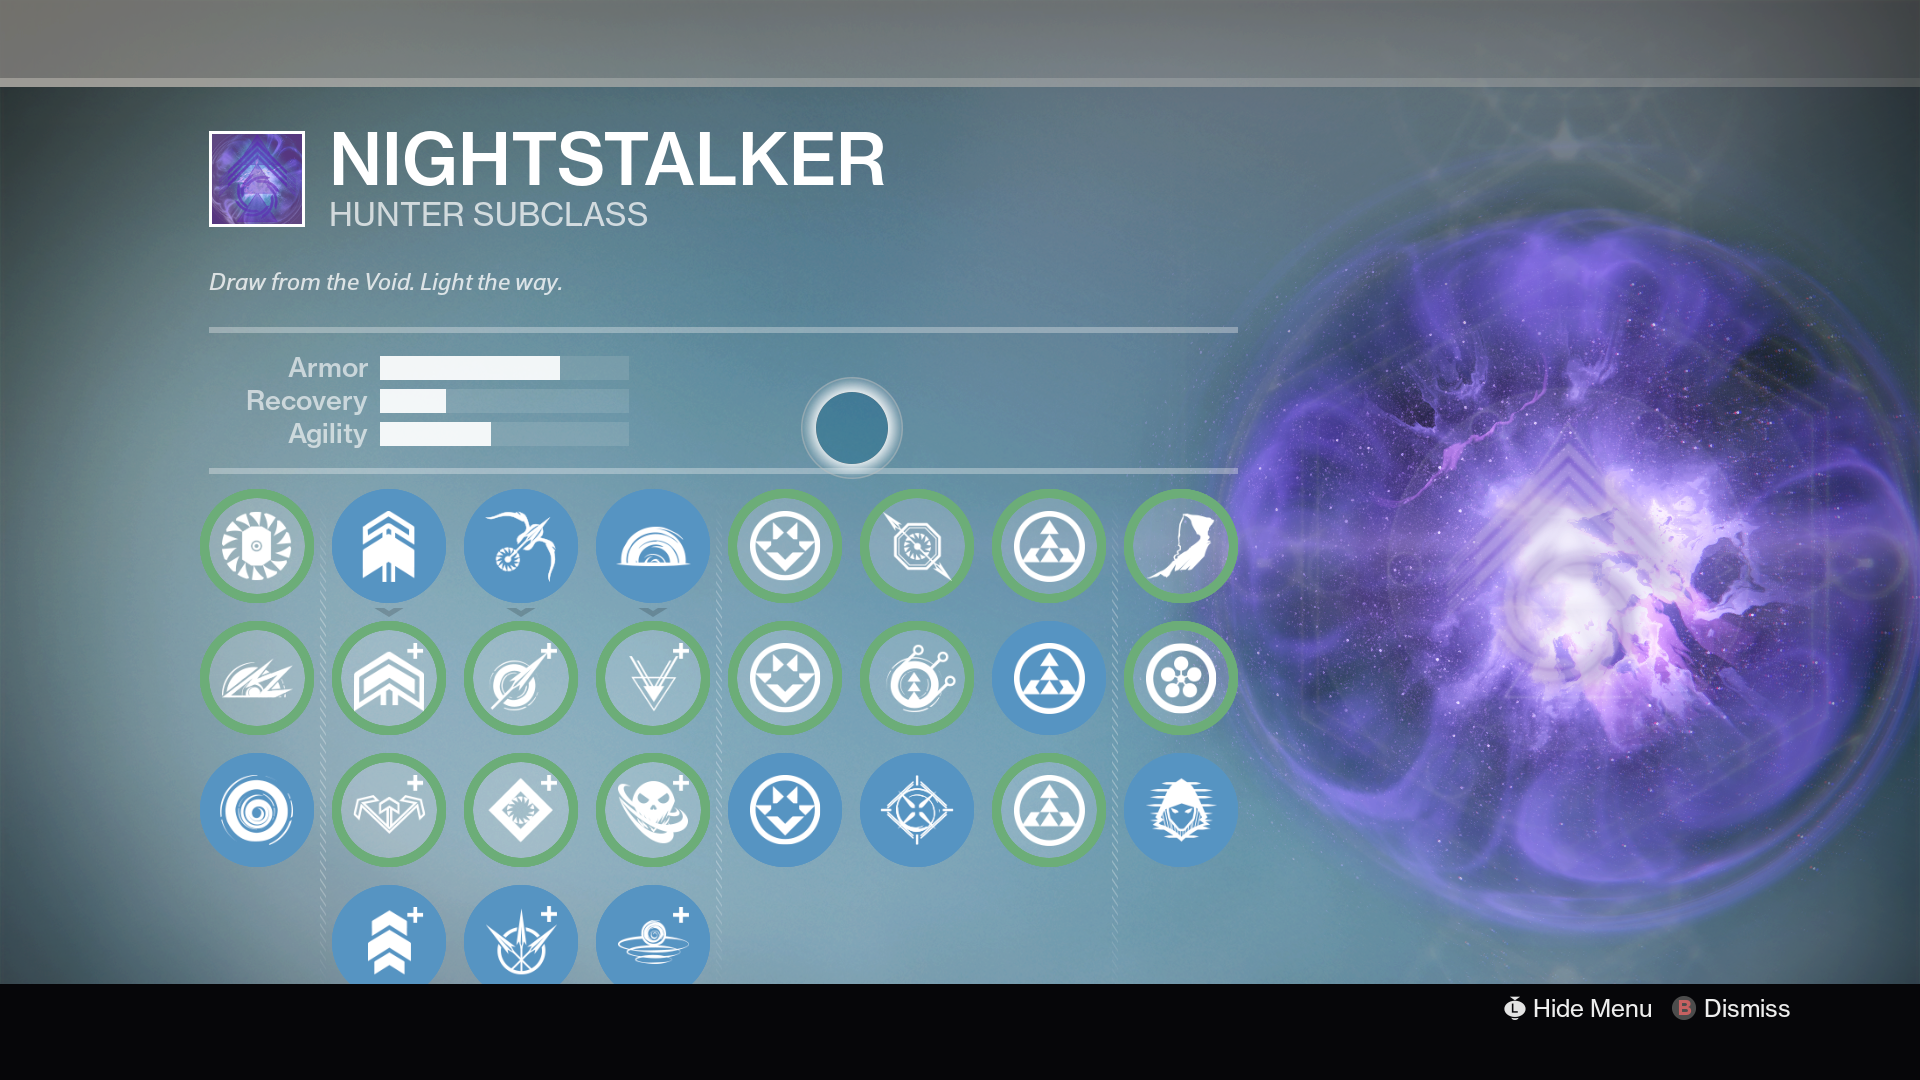 NIGHTSTALKER
HUNTER SUBCLASS
Draw from the Void. Light the way.
Armor
Recovery
Agility
L Hide Menu B Dismiss